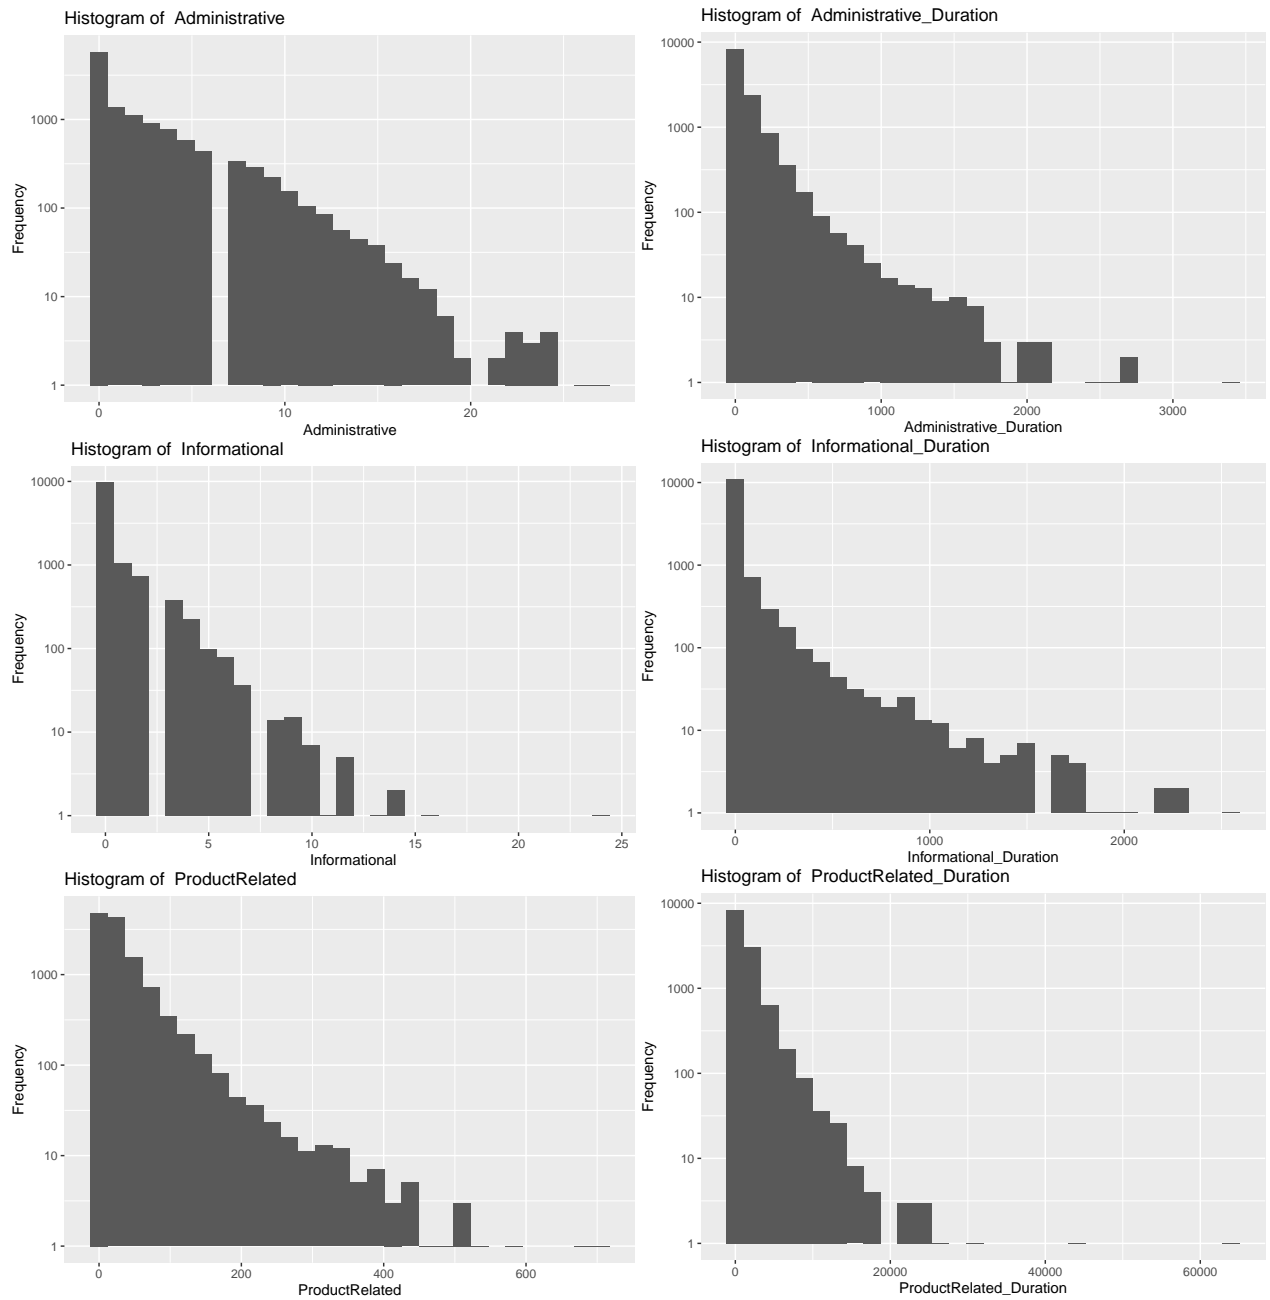 Histogram of  Administrative
Frequency
1000
100
10
1
0 10 20
Administrative
Histogram of  Administrative_Duration
Frequency
10000
1000
100
10
1
0 1000 2000 3000
Administrative_Duration
Histogram of  Informational
Frequency
10000
1000
100
10
1
0 5 10 15 20 25
Informational
Histogram of  Informational_Duration
Frequency
10000
1000
100
10
1
0 1000 2000
Informational_Duration
Histogram of  ProductRelated
Frequency
1000
100
10
1
0 200 400 600
ProductRelated
Histogram of  ProductRelated_Duration
Frequency
10000
1000
100
10
1
0 20000 40000 60000
ProductRelated_Duration